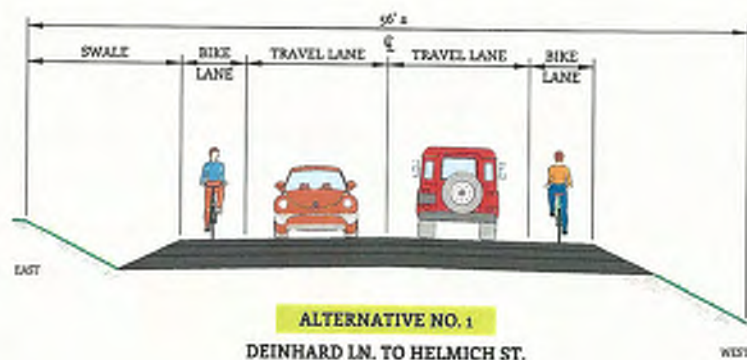 56' ±
℄
SWALE
BIKE LANE
TRAVEL LANE
TRAVEL LANE
BIKE LANE
EAST
WEST
ALTERNATIVE NO. 1
DEINHARD LN. TO HELMICH ST.